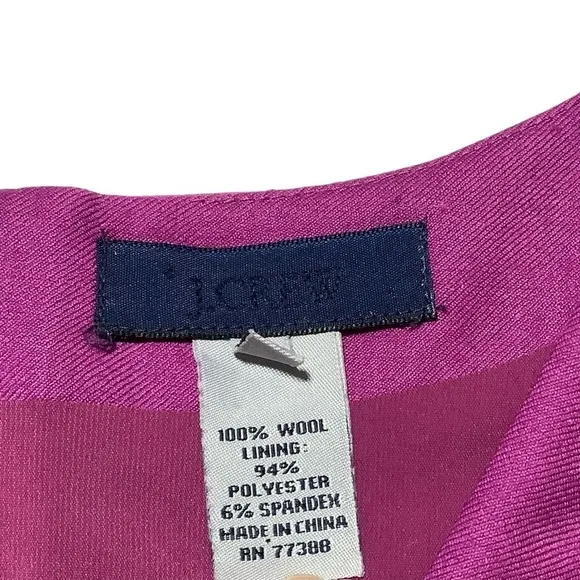 J.CREW
100% WOOL
LINING:
94%
POLYESTER
6% SPANDEX
MADE IN CHINA
RN 77388